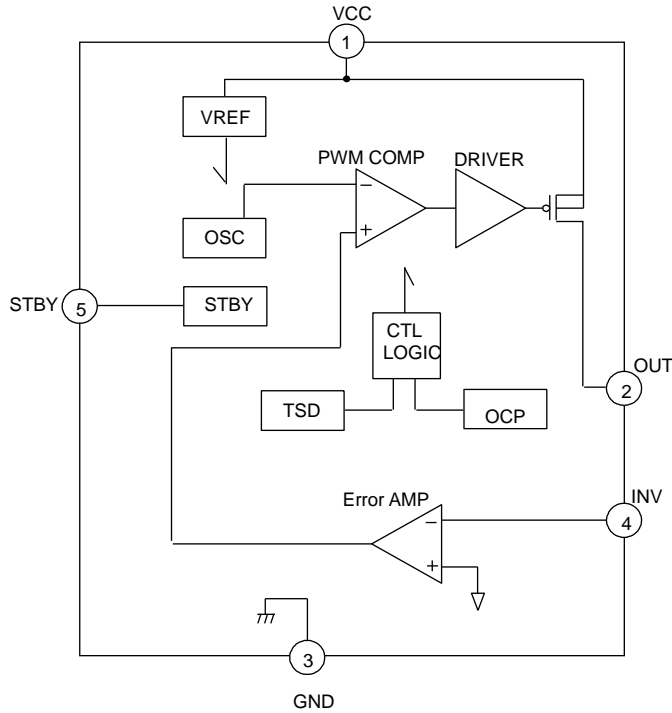 VCC
1
VREF
PWM COMP
DRIVER
−
+
OSC
STBY
5
STBY
CTL
LOGIC
OUT
2
TSD
OCP
Error AMP
INV
−
4
+
3
GND